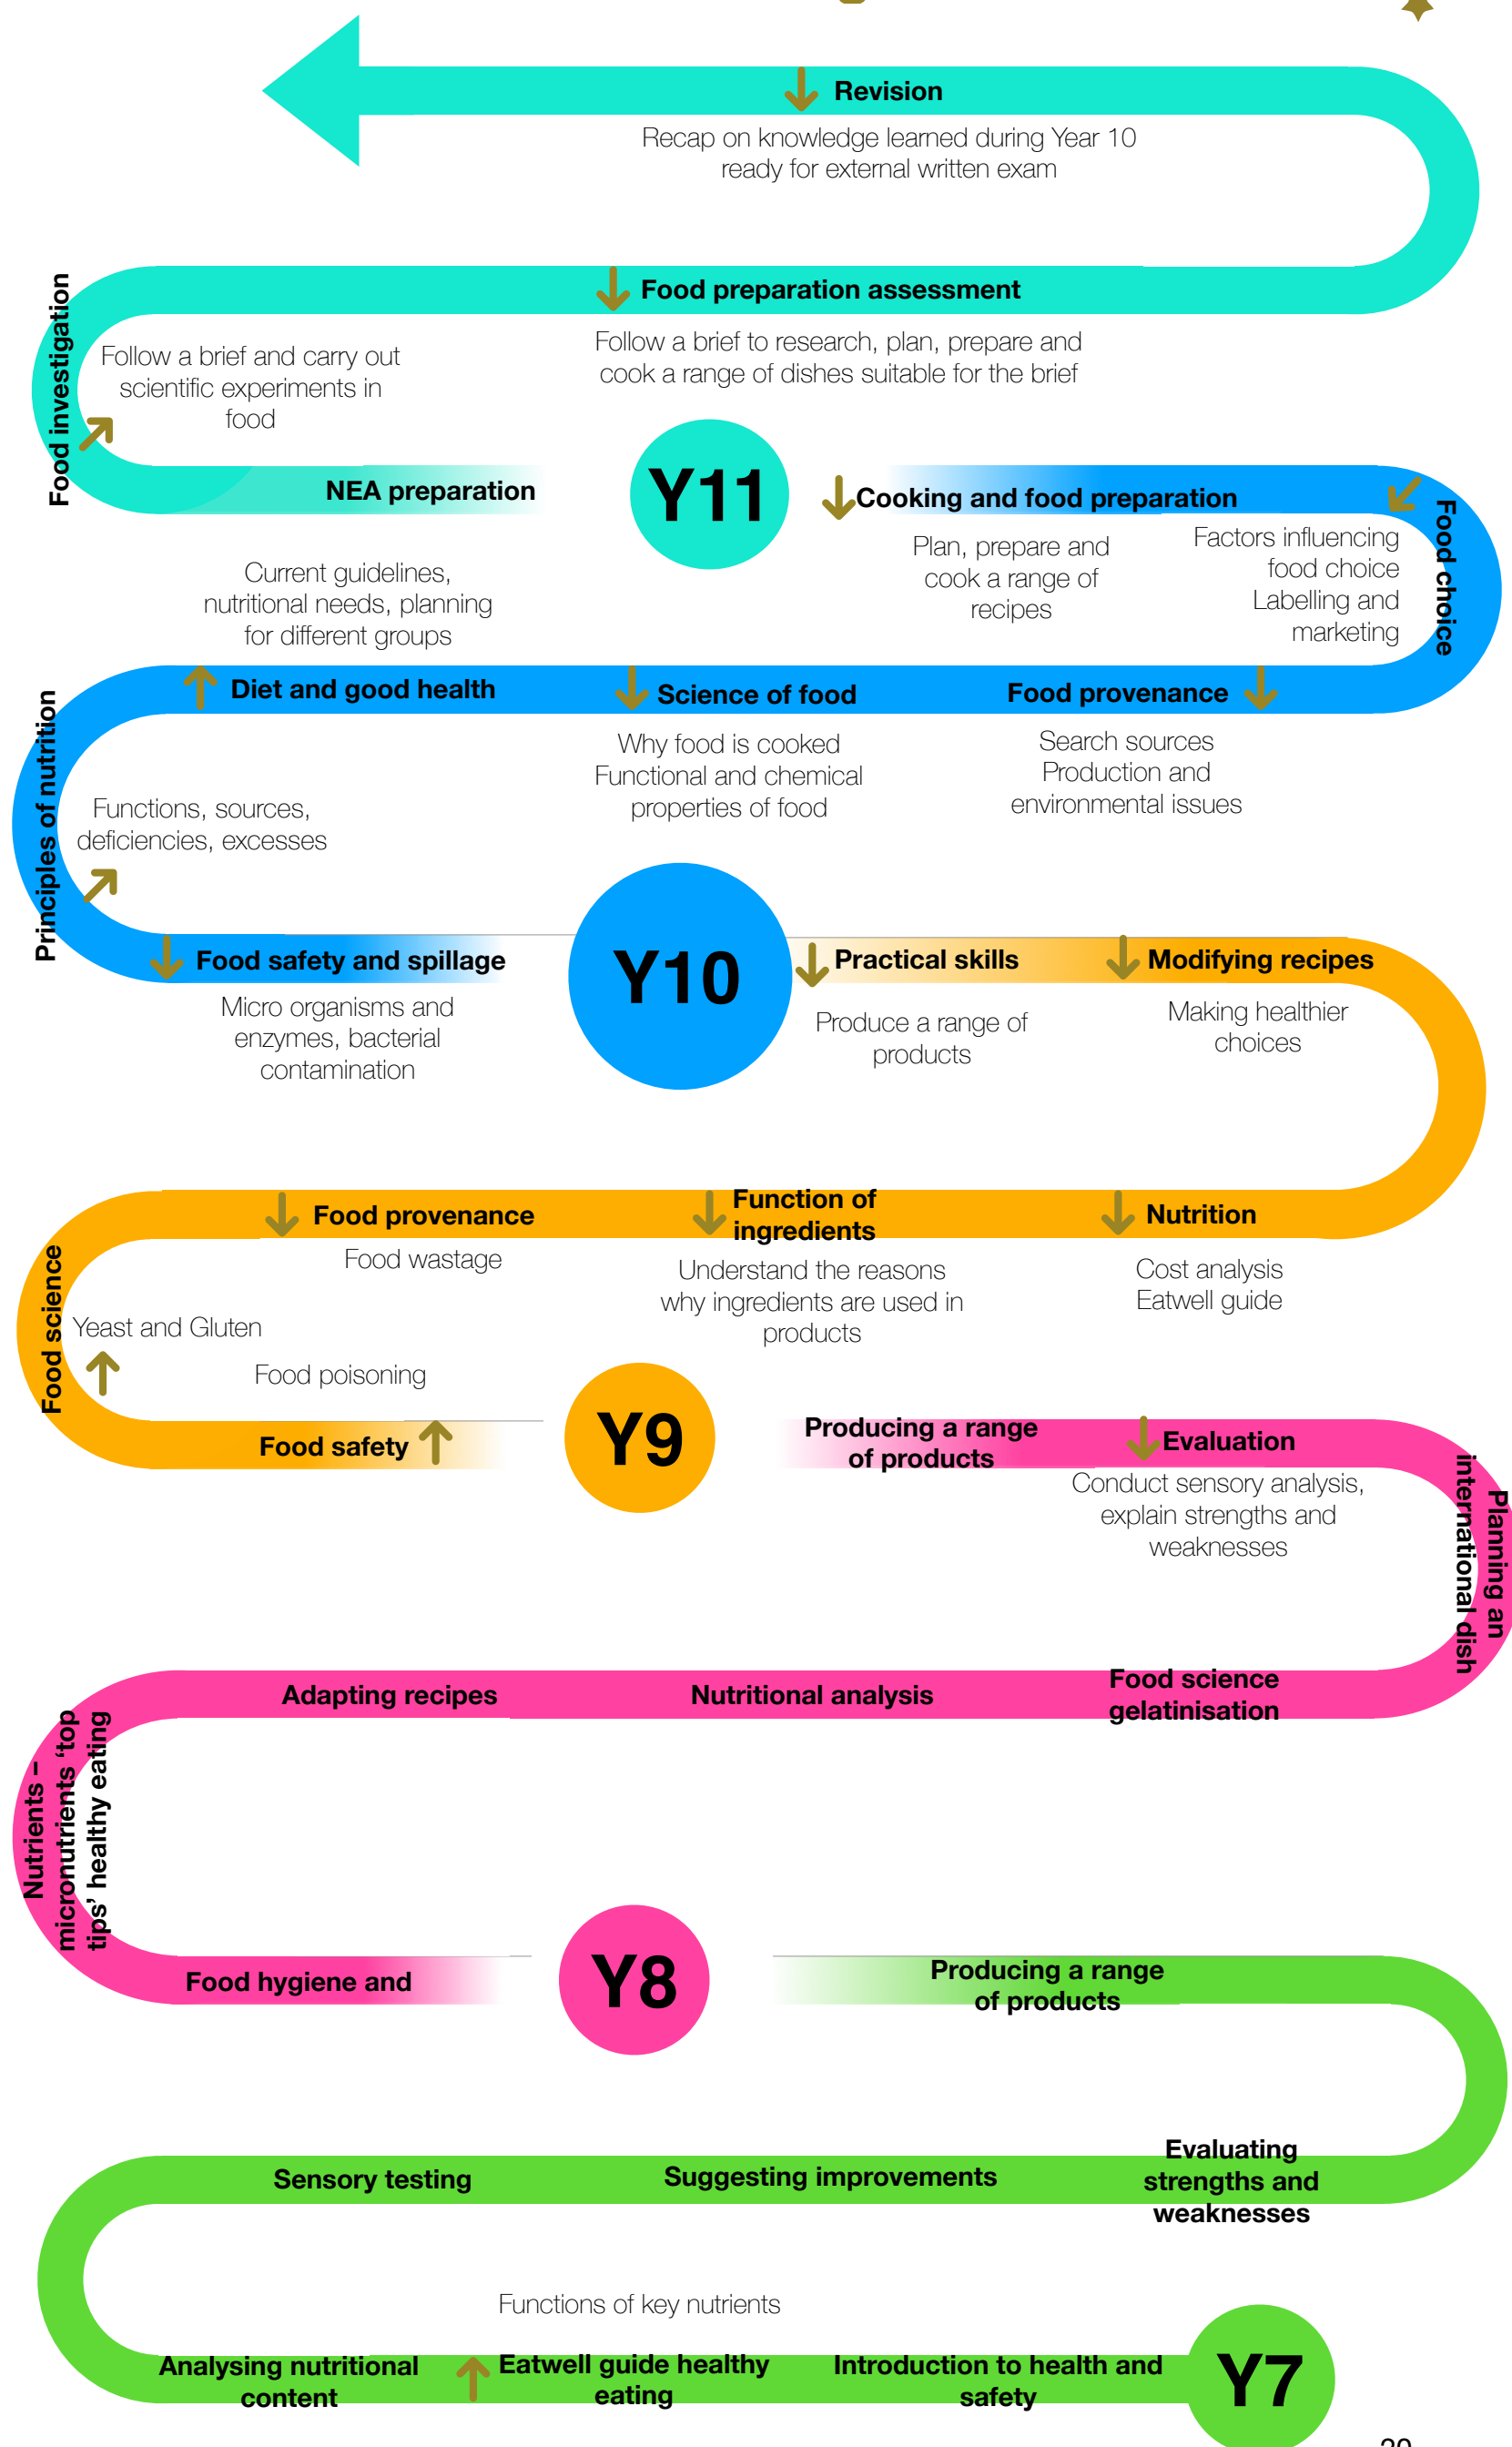 Revision
Recap on knowledge learned during Year 10
ready for external written exam
Food preparation assessment
Follow a brief to research, plan, prepare and
cook a range of dishes suitable for the brief
Food investigation
Follow a brief and carry out
scientific experiments in
food
NEA preparation
Y11
Cooking and food preparation
Plan, prepare and
cook a range of
recipes
Food choice
Factors influencing
food choice
Labelling and
marketing
Current guidelines,
nutritional needs, planning
for different groups
Diet and good health
Science of food
Why food is cooked
Functional and chemical
properties of food
Food provenance
Search sources
Production and
environmental issues
Principles of nutrition
Functions, sources,
deficiencies, excesses
Food safety and spillage
Micro organisms and
enzymes, bacterial
contamination
Y10
Practical skills
Produce a range of
products
Modifying recipes
Making healthier
choices
Food provenance
Food wastage
Function of
ingredients
Understand the reasons
why ingredients are used in
products
Nutrition
Cost analysis
Eatwell guide
Food science
Yeast and Gluten
Food poisoning
Food safety
Y9
Producing a range
of products
Evaluation
Conduct sensory analysis,
explain strengths and
weaknesses
Planning an
international dish
Adapting recipes
Nutritional analysis
Food science
gelatinisation
Nutrients –
micronutrients ‘top
tips’ healthy eating
Food hygiene and
Y8
Producing a range
of products
Sensory testing
Suggesting improvements
Evaluating
strengths and
weaknesses
Functions of key nutrients
Analysing nutritional
content
Eatwell guide healthy
eating
Introduction to health and
safety
Y7